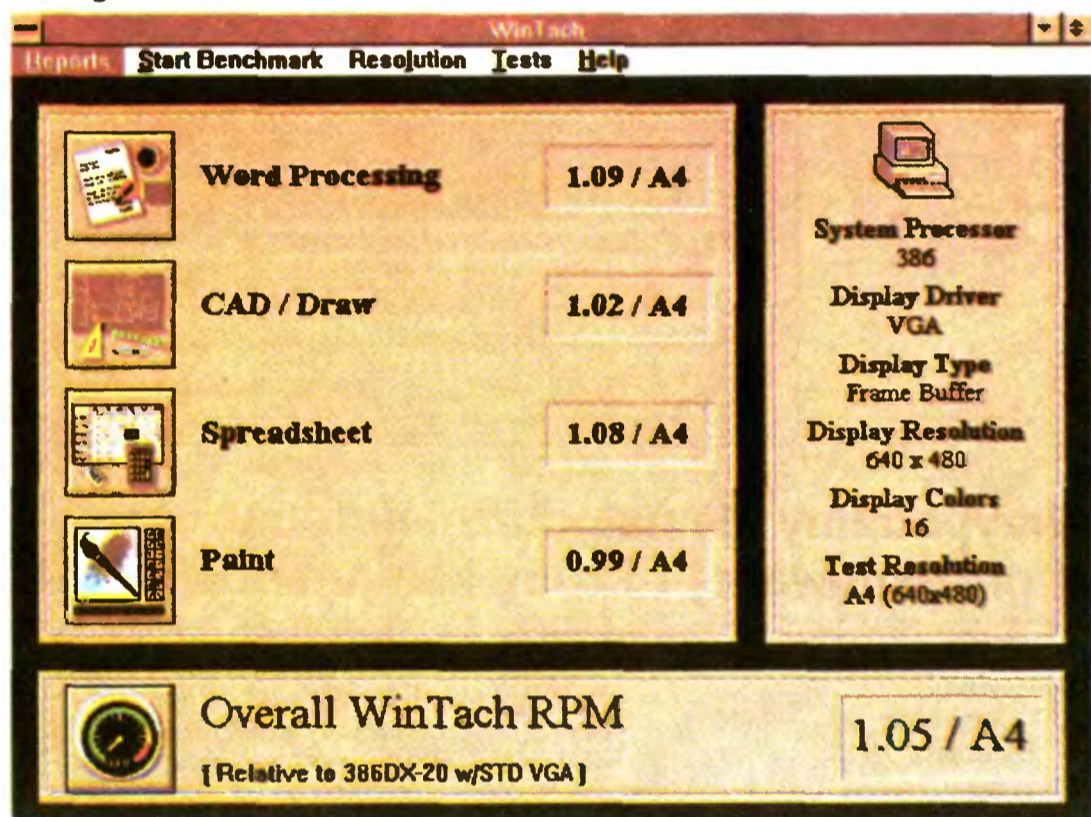 WinTach
Reports Start Benchmark Resolution Tests Help
Word Processing 1.09 / A4
CAD / Draw 1.02 / A4
Spreadsheet 1.08 / A4
Paint 0.99 / A4
System Processor
386
Display Driver
VGA
Display Type
Frame Buffer
Display Resolution
640 x 480
Display Colors
16
Test Resolution
A4 (640x480)
Overall WinTach RPM 1.05 / A4
[ Relative to 386DX-20 w/STD VGA ]